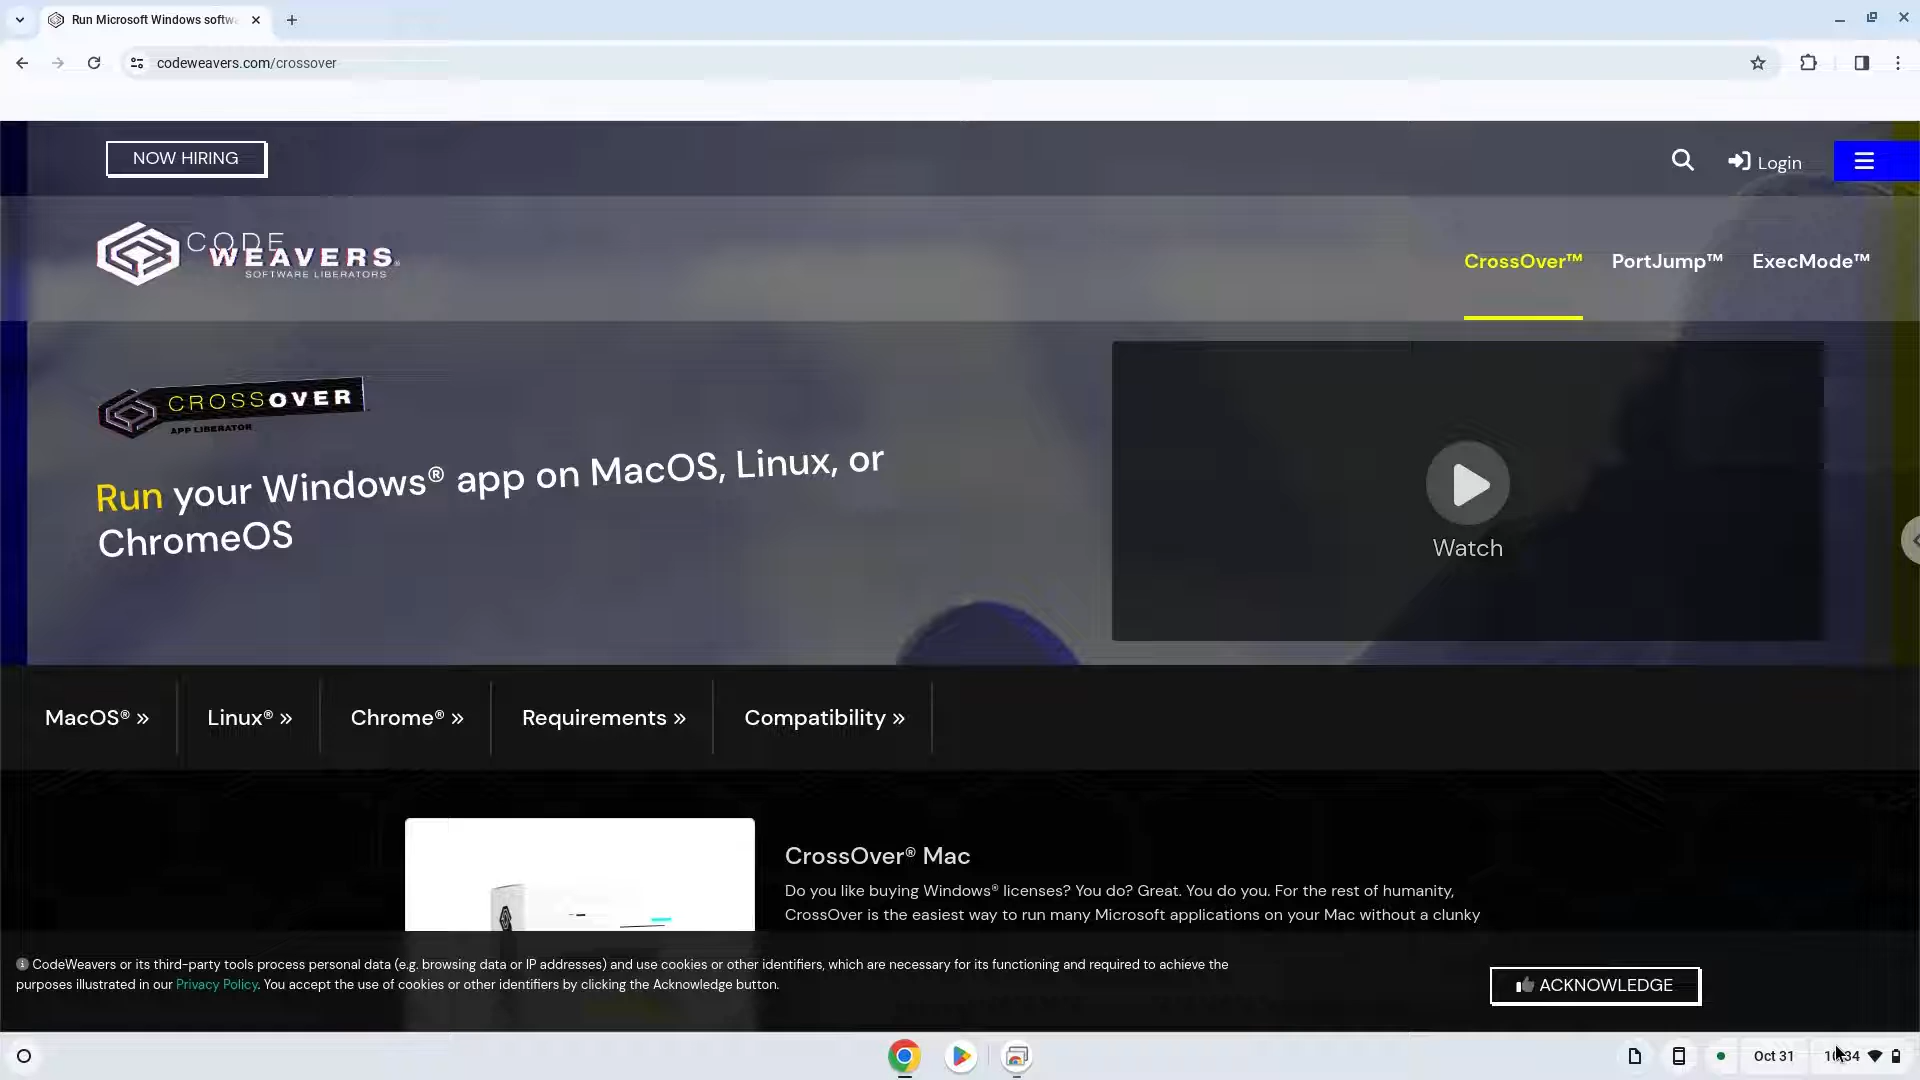 Run Microsoft Windows softw
codeweavers.com/crossover
NOW HIRING
Login
CODE
WEAVERS
SOFTWARE LIBERATORS
CrossOver™
PortJump™
ExecMode™
CROSSOVER
APP LIBERATOR
Run your Windows® app on MacOS, Linux, or
ChromeOS
Watch
MacOS® »
Linux® »
Chrome® »
Requirements »
Compatibility »
CrossOver® Mac
Do you like buying Windows® licenses? You do? Great. You do you. For the rest of humanity,
CrossOver is the easiest way to run many Microsoft applications on your Mac without a clunky
CodeWeavers or its third-party tools process personal data (e.g. browsing data or IP addresses) and use cookies or other identifiers, which are necessary for its functioning and required to achieve the
purposes illustrated in our Privacy Policy. You accept the use of cookies or other identifiers by clicking the Acknowledge button.
ACKNOWLEDGE
Oct 31